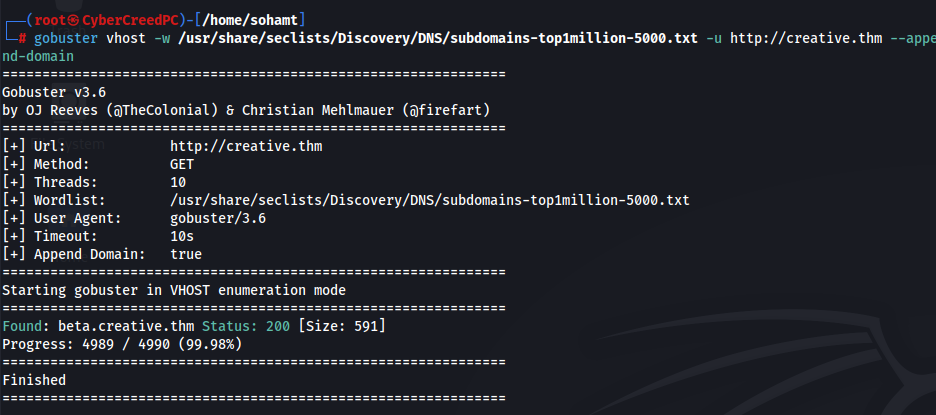 ┌──(root㉿CyberCreedPC)-[/home/sohamt]
└─# gobuster vhost -w /usr/share/seclists/Discovery/DNS/subdomains-top1million-5000.txt -u http://creative.thm --appe
nd-domain
===============================================================
Gobuster v3.6
by OJ Reeves (@TheColonial) & Christian Mehlmauer (@firefart)
===============================================================
[+] Url:             http://creative.thm
[+] Method:          GET
[+] Threads:         10
[+] Wordlist:        /usr/share/seclists/Discovery/DNS/subdomains-top1million-5000.txt
[+] User Agent:      gobuster/3.6
[+] Timeout:         10s
[+] Append Domain:   true
===============================================================
Starting gobuster in VHOST enumeration mode
===============================================================
Found: beta.creative.thm Status: 200 [Size: 591]
Progress: 4989 / 4990 (99.98%)
===============================================================
Finished
===============================================================